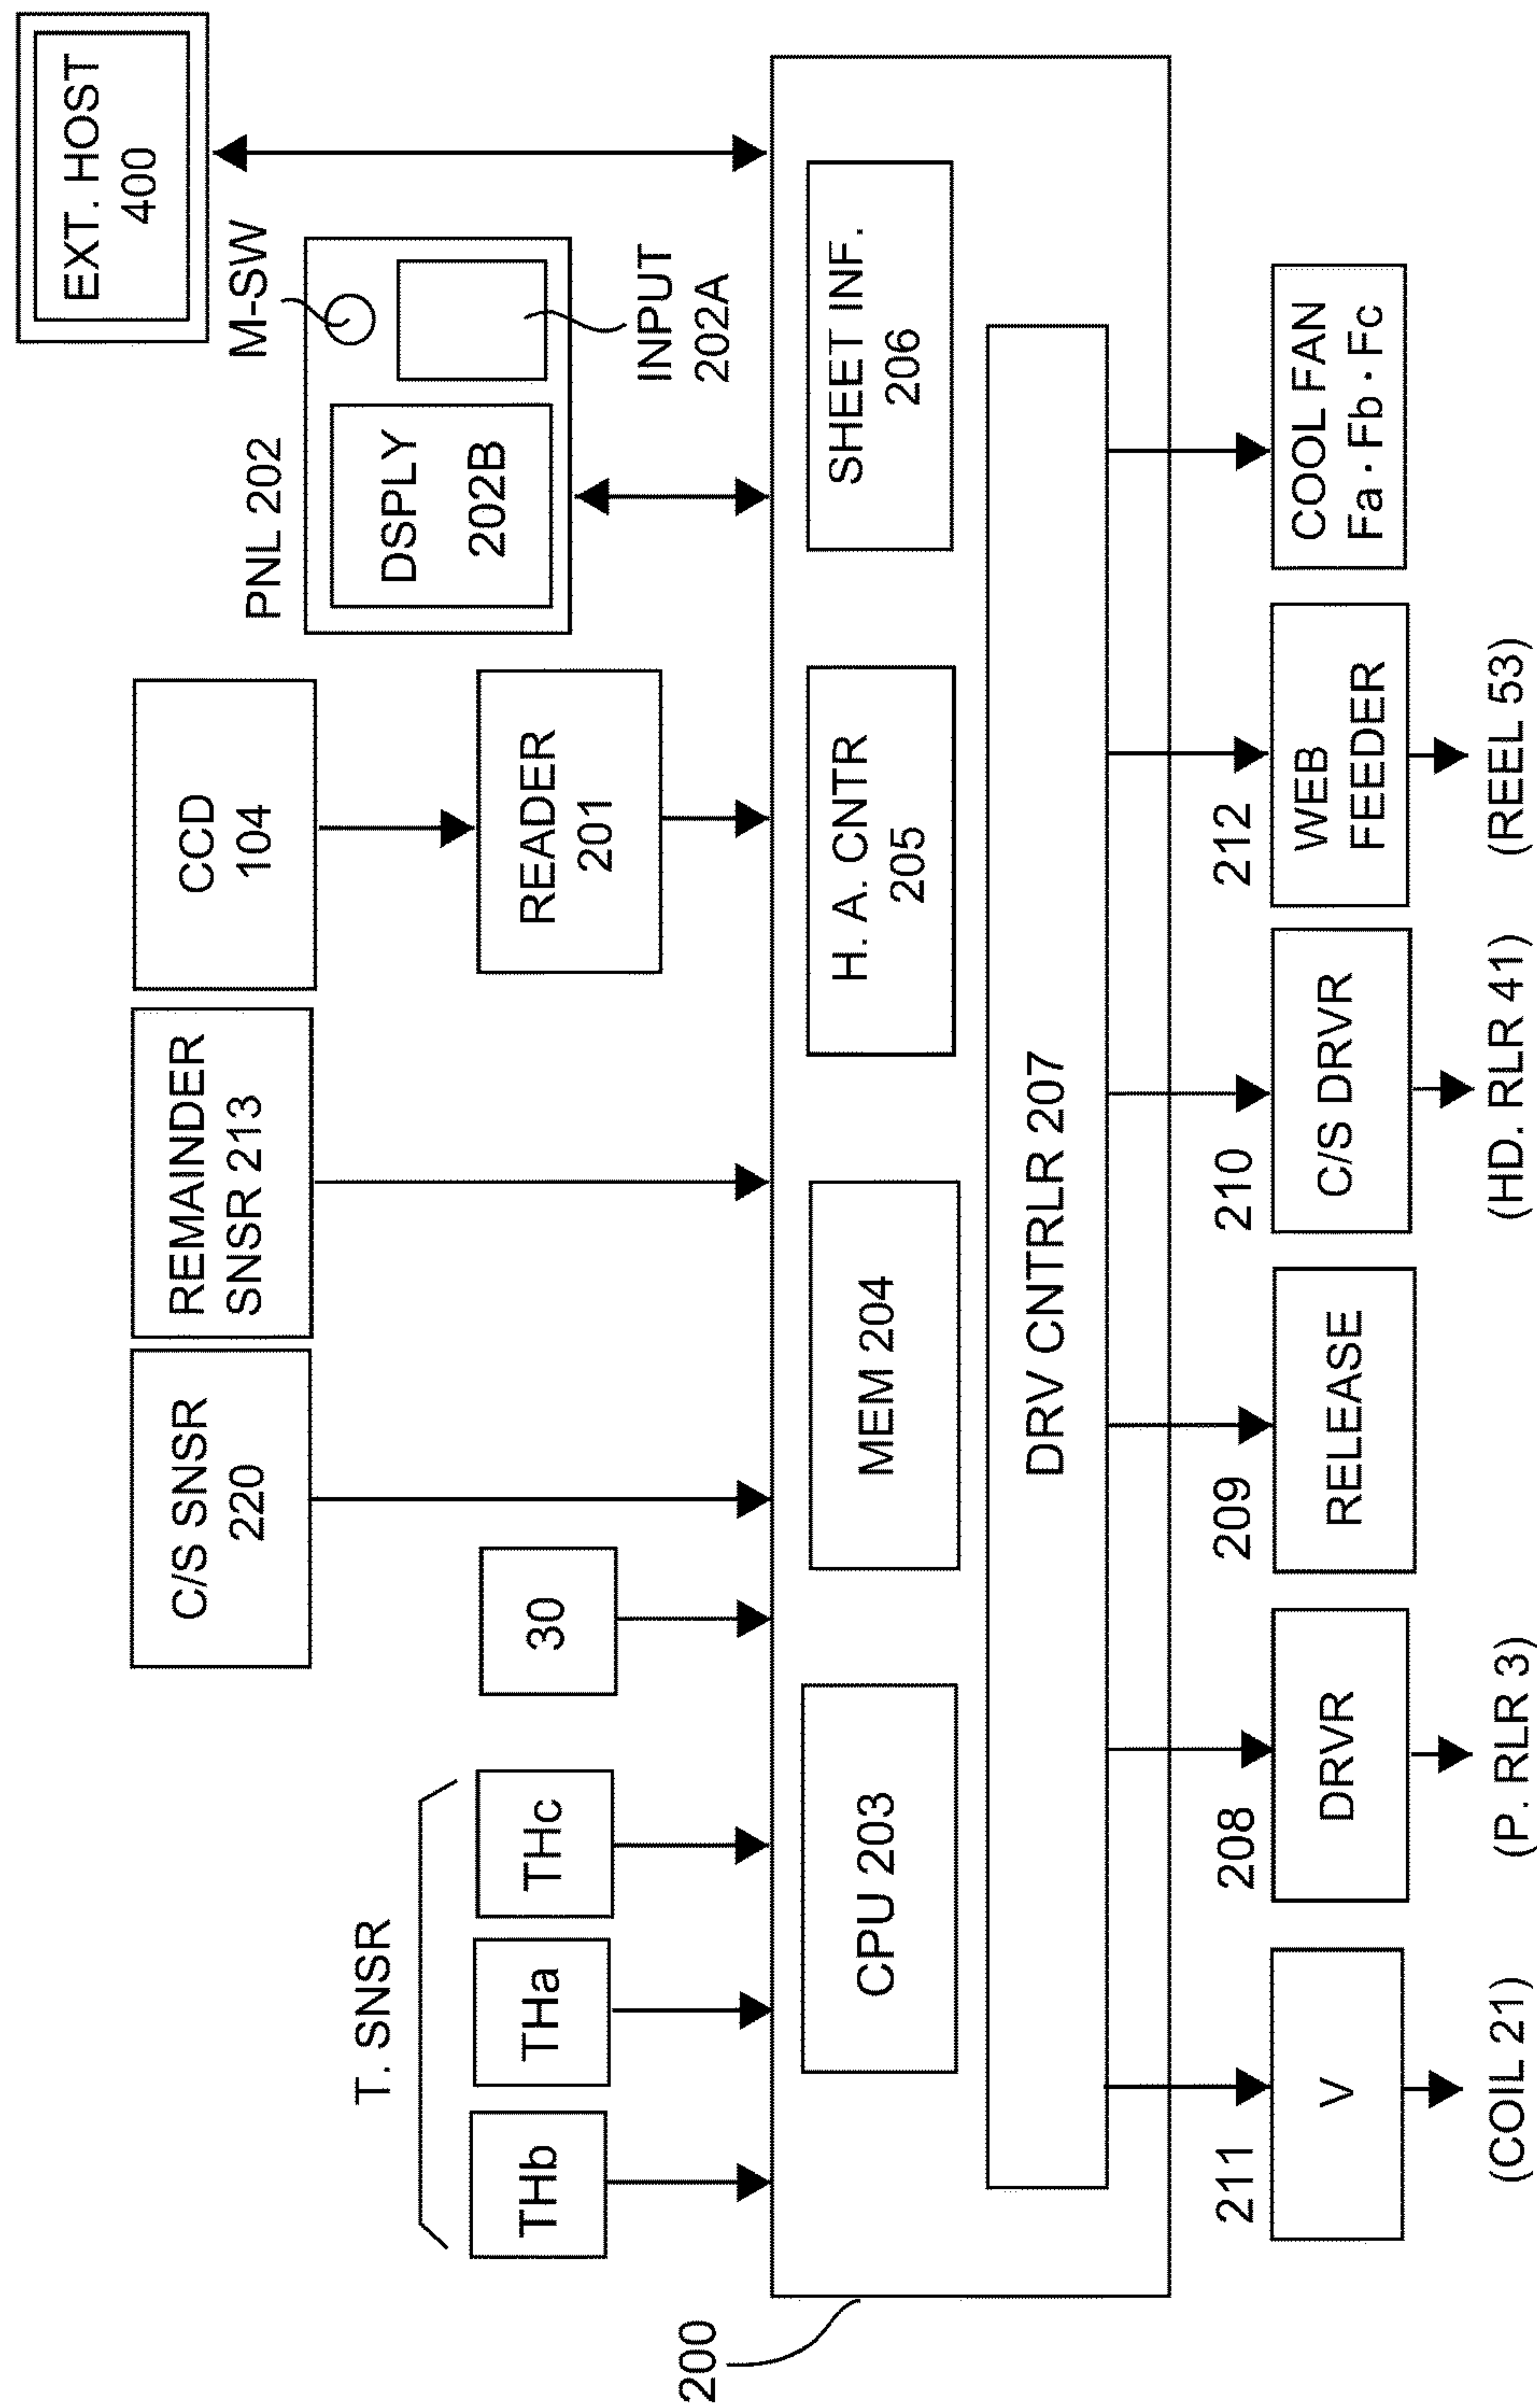 EXT. HOST
400
M-SW
PNL 202
DSPLY
202B
INPUT
202A
CCD
104
READER
201
REMAINDER
SNSR 213
C/S SNSR
220
30
T. SNSR
THb
THa
THc
200
CPU 203
MEM 204
H. A. CNTR
205
SHEET INF.
206
DRV CNTRLR 207
211
V
(COIL 21)
208
DRVR
(P. RLR 3)
209
RELEASE
210
C/S DRVR
(HD. RLR 41)
212
WEB
FEEDER
(REEL 53)
COOL FAN
Fa · Fb · Fc